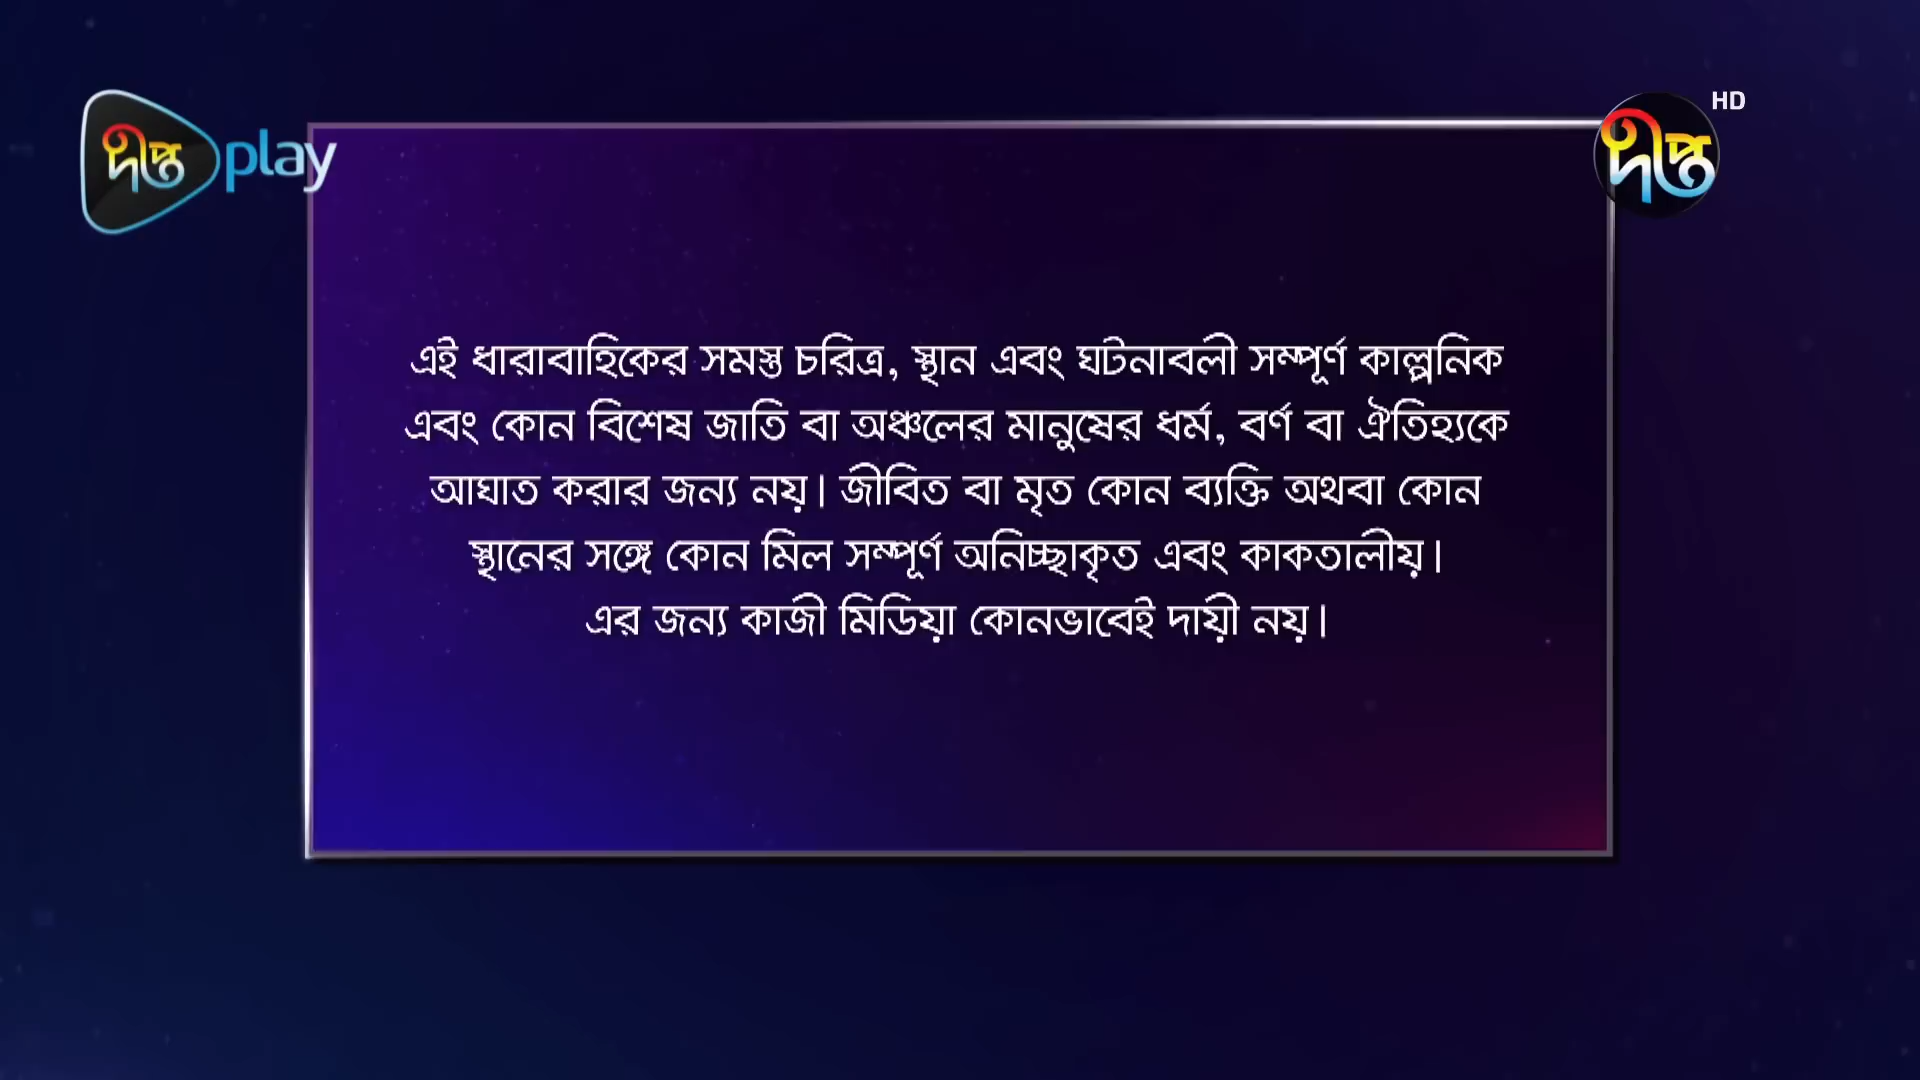 দীপ্ত play
HD
দীপ্ত
এই ধারাবাহিকের সমস্ত চরিত্র, স্থান এবং ঘটনাবলী সম্পূর্ণ কাল্পনিক
এবং কোন বিশেষ জাতি বা অঞ্চলের মানুষের ধর্ম, বর্ণ বা ঐতিহ্যকে
আঘাত করার জন্য নয়। জীবিত বা মৃত কোন ব্যক্তি অথবা কোন
স্থানের সঙ্গে কোন মিল সম্পূর্ণ অনিচ্ছাকৃত এবং কাকতালীয়।
এর জন্য কাজী মিডিয়া কোনভাবেই দায়ী নয়।